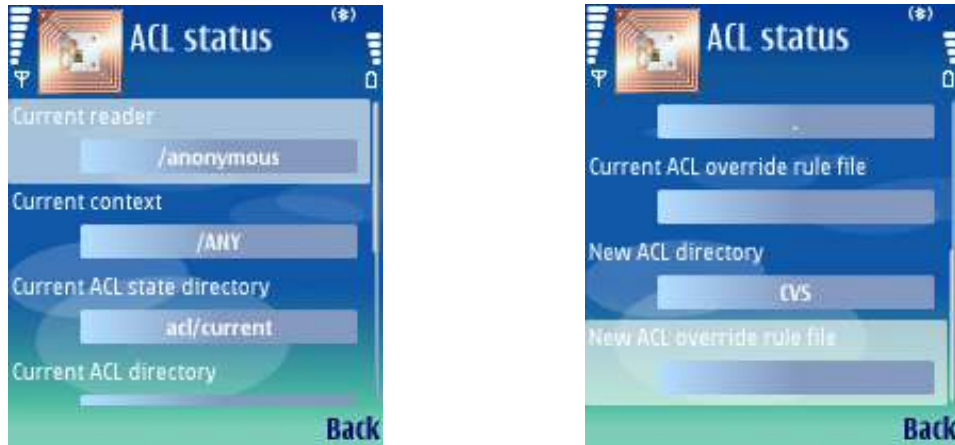 ACL status
Current reader
/anonymous
Current context
/ANY
Current ACL state directory
acl/current
Current ACL directory
Back
ACL status
.
Current ACL override rule file
New ACL directory
CVS
New ACL override rule file
Back